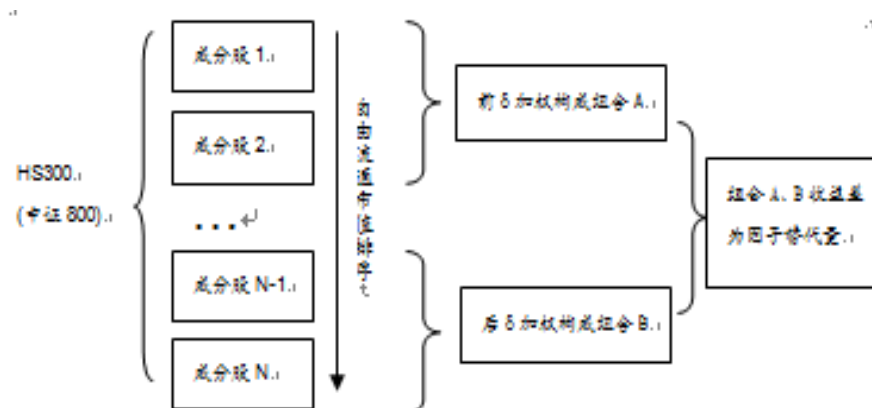 HS300.
(中证 800).
成分股 1.
成分股 2.
...
成分股 N-1.
成分股 N.
自由流通市值排序
前 δ 加权构成组合 A.
后 δ 加权构成组合 B.
组合 A、B 收益差
为因子替代量.